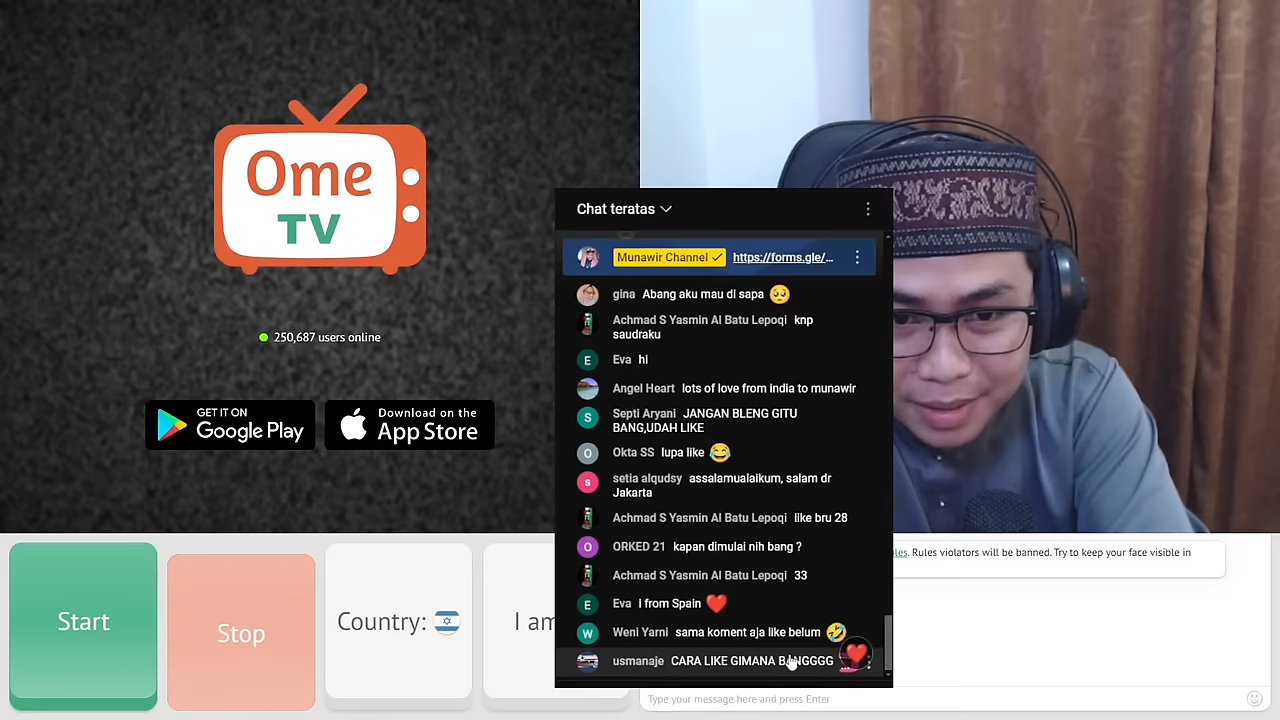 Ome
TV
250,687 users online
GET IT ON
Google Play
Download on the
App Store
Start
Stop
Country:
I am
Chat teratas
Munawir Channel https://forms.gle/...
gina Abang aku mau di sapa 🥺
Achmad S Yasmin Al Batu Lepoqi knp
saudraku
E Eva hi
Angel Heart lots of love from india to munawir
S Septi Aryani JANGAN BLENG GITU
BANG,UDAH LIKE
O Okta SS lupa like 😂
s setia alqudsy assalamualaikum, salam dr
Jakarta
Achmad S Yasmin Al Batu Lepoqi like bru 28
O ORKED 21 kapan dimulai nih bang ?
Achmad S Yasmin Al Batu Lepoqi 33
E Eva I from Spain ❤️
W Weni Yarni sama koment aja like belum 🤣
usmanaje CARA LIKE GIMANA BANGGGG
les. Rules violators will be banned. Try to keep your face visible in
Type your message here and press Enter